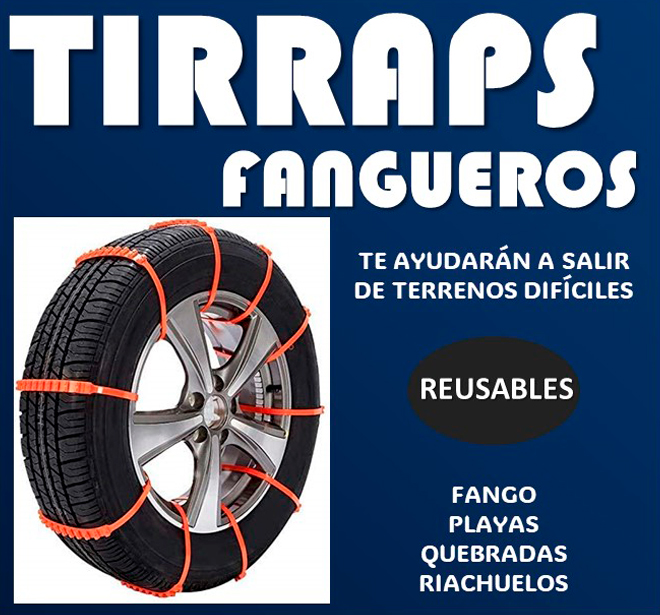 TIRRAPS
FANGUEROS
TE AYUDARÁN A SALIR
DE TERRENOS DIFÍCILES
REUSABLES
FANGO
PLAYAS
QUEBRADAS
RIACHUELOS